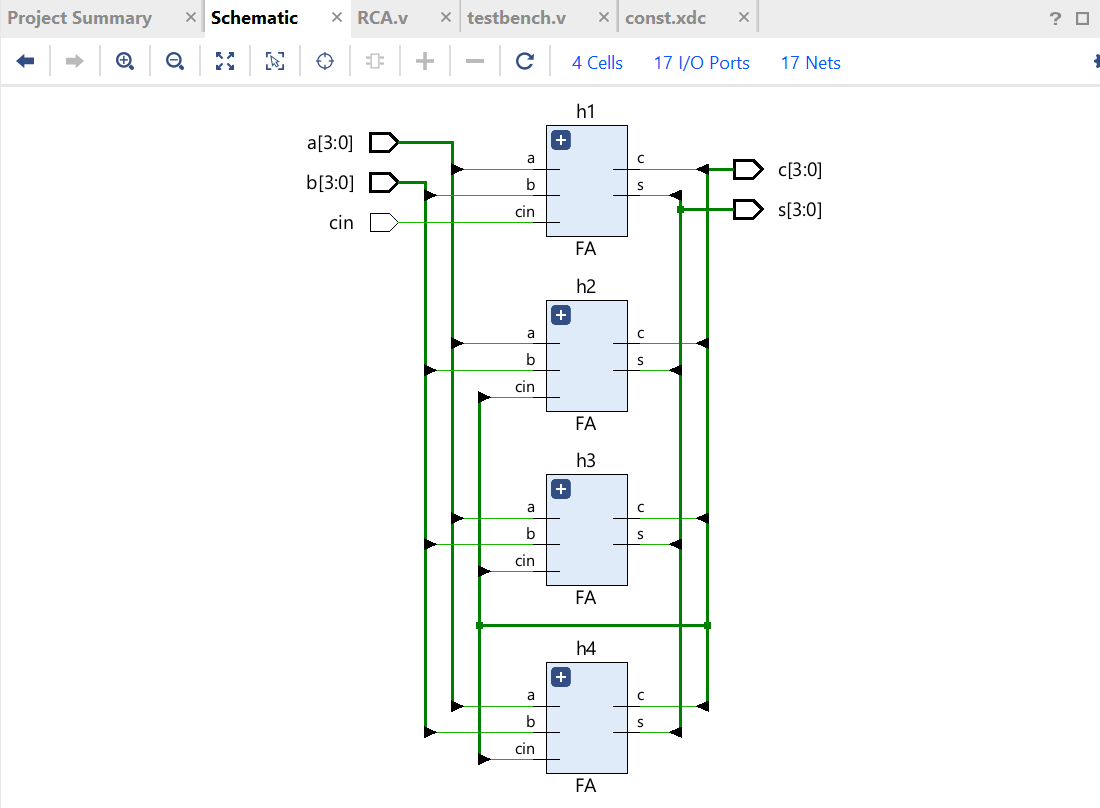 Project Summary × Schematic × RCA.v × testbench.v × const.xdc × ?
4 Cells 17 I/O Ports 17 Nets
h1
a[3:0]
b[3:0]
cin
a
b
cin
c
s
FA
c[3:0]
s[3:0]
h2
a
b
cin
c
s
FA
h3
a
b
cin
c
s
FA
h4
a
b
cin
c
s
FA